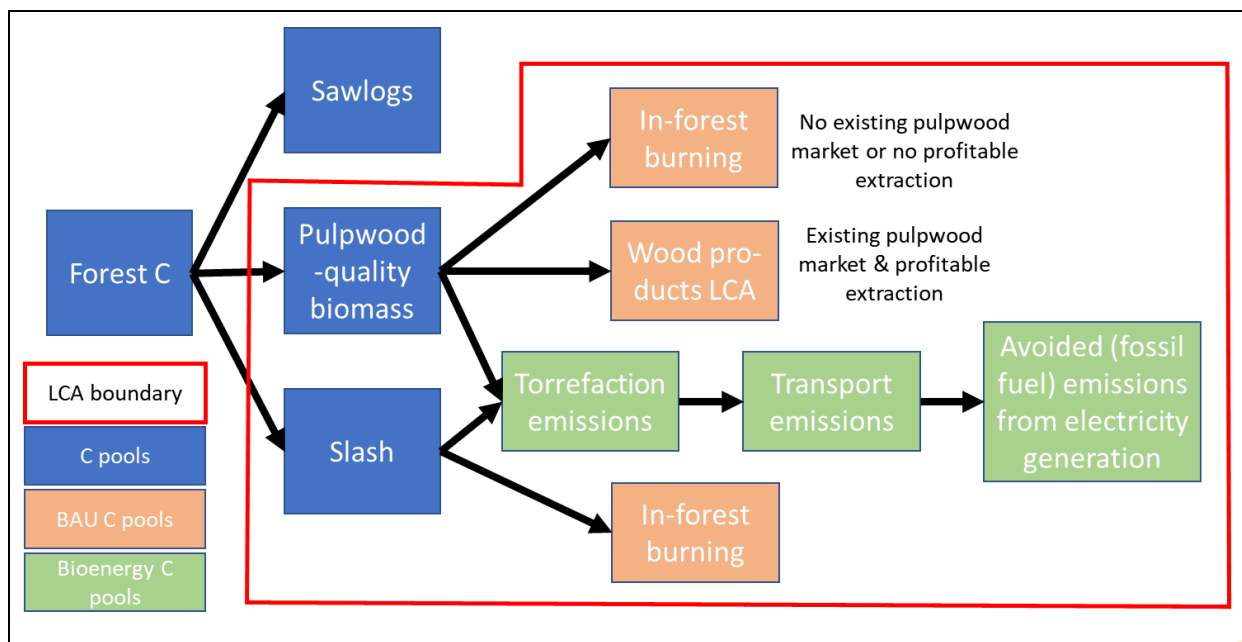 Sawlogs
In-forest
burning
No existing pulpwood
market or no profitable
extraction
Forest C
Pulpwood
-quality
biomass
Wood pro-
ducts LCA
Existing pulpwood
market & profitable
extraction
LCA boundary
C pools
BAU C pools
Bioenergy C
pools
Slash
Torrefaction
emissions
Transport
emissions
Avoided (fossil
fuel) emissions
from electricity
generation
In-forest
burning